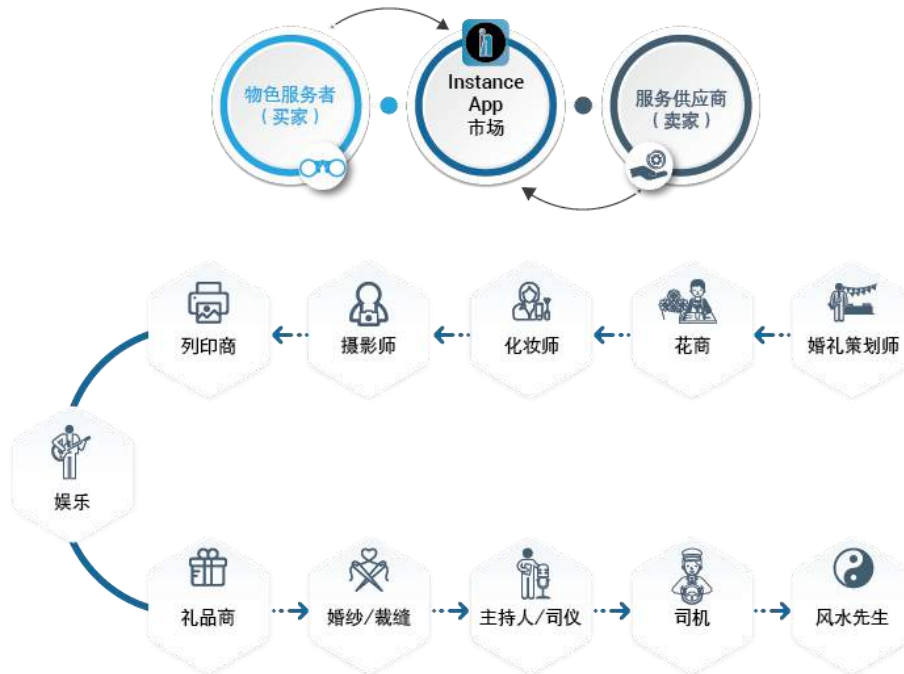 物色服务者
（买家）
Instance
App
市场
服务供应商
（卖家）
列印商
摄影师
化妆师
花商
婚礼策划师
娱乐
礼品商
婚纱/裁缝
主持人/司仪
司机
风水先生